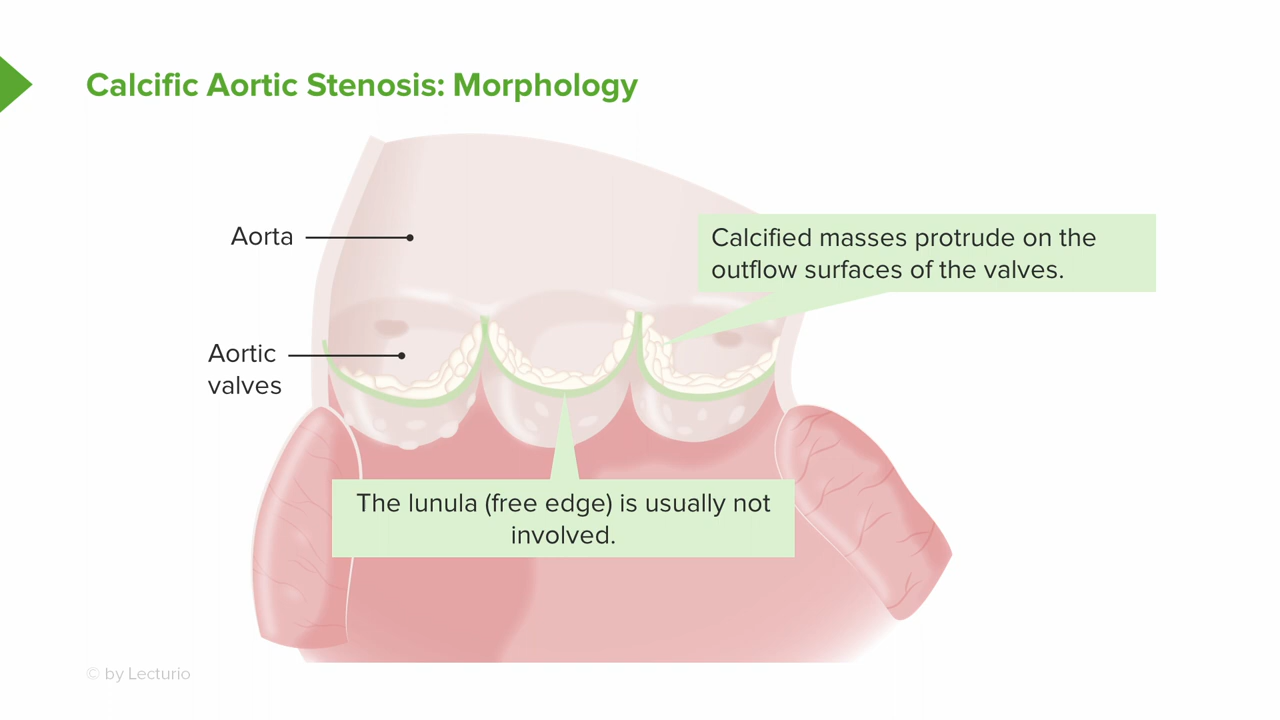 Calcific Aortic Stenosis: Morphology
Aorta
Calcified masses protrude on the
outflow surfaces of the valves.
Aortic
valves
The lunula (free edge) is usually not
involved.
© by Lecturio